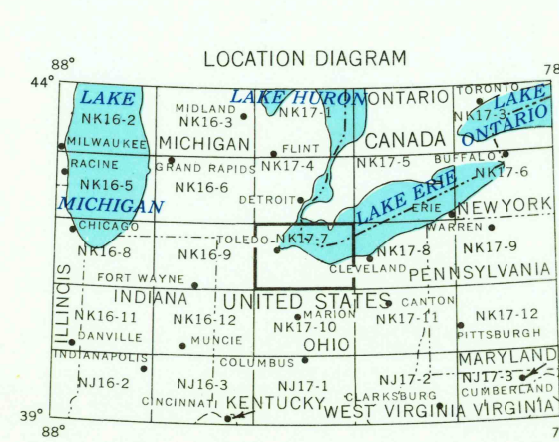 LOCATION DIAGRAM
88°
78
44°
LAKE
MICHIGAN
LAKE HURON
ONTARIO
TORONTO
LAKE
ONTARIO
NK16-2
MIDLAND
NK16-3
NK17-1
NK17-3
MILWAUKEE
MICHIGAN
CANADA
RACINE
GRAND RAPIDS
FLINT
NK17-4
NK17-5
BUFFALO
NK17-6
NK16-5
NK16-6
DETROIT
LAKE ERIE
ERIE
NEW YORK
CHICAGO
TOLEDO
NK17-7
WARREN
NK16-8
NK16-9
CLEVELAND
NK17-8
NK17-9
PENNSYLVANIA
FORT WAYNE
ILLINOIS
INDIANA
UNITED STATES
CANTON
NK16-11
NK16-12
MARION
NK17-10
NK17-11
NK17-12
DANVILLE
MUNCIE
OHIO
PITTSBURGH
INDIANAPOLIS
COLUMBUS
MARYLAND
NJ16-2
NJ16-3
NJ17-1
NJ17-2
NJ17-3
CUMBERLAND
CINCINNATI
KENTUCKY
CLARKSBURG
WEST VIRGINIA
VIRGINIA
39°
88°
7